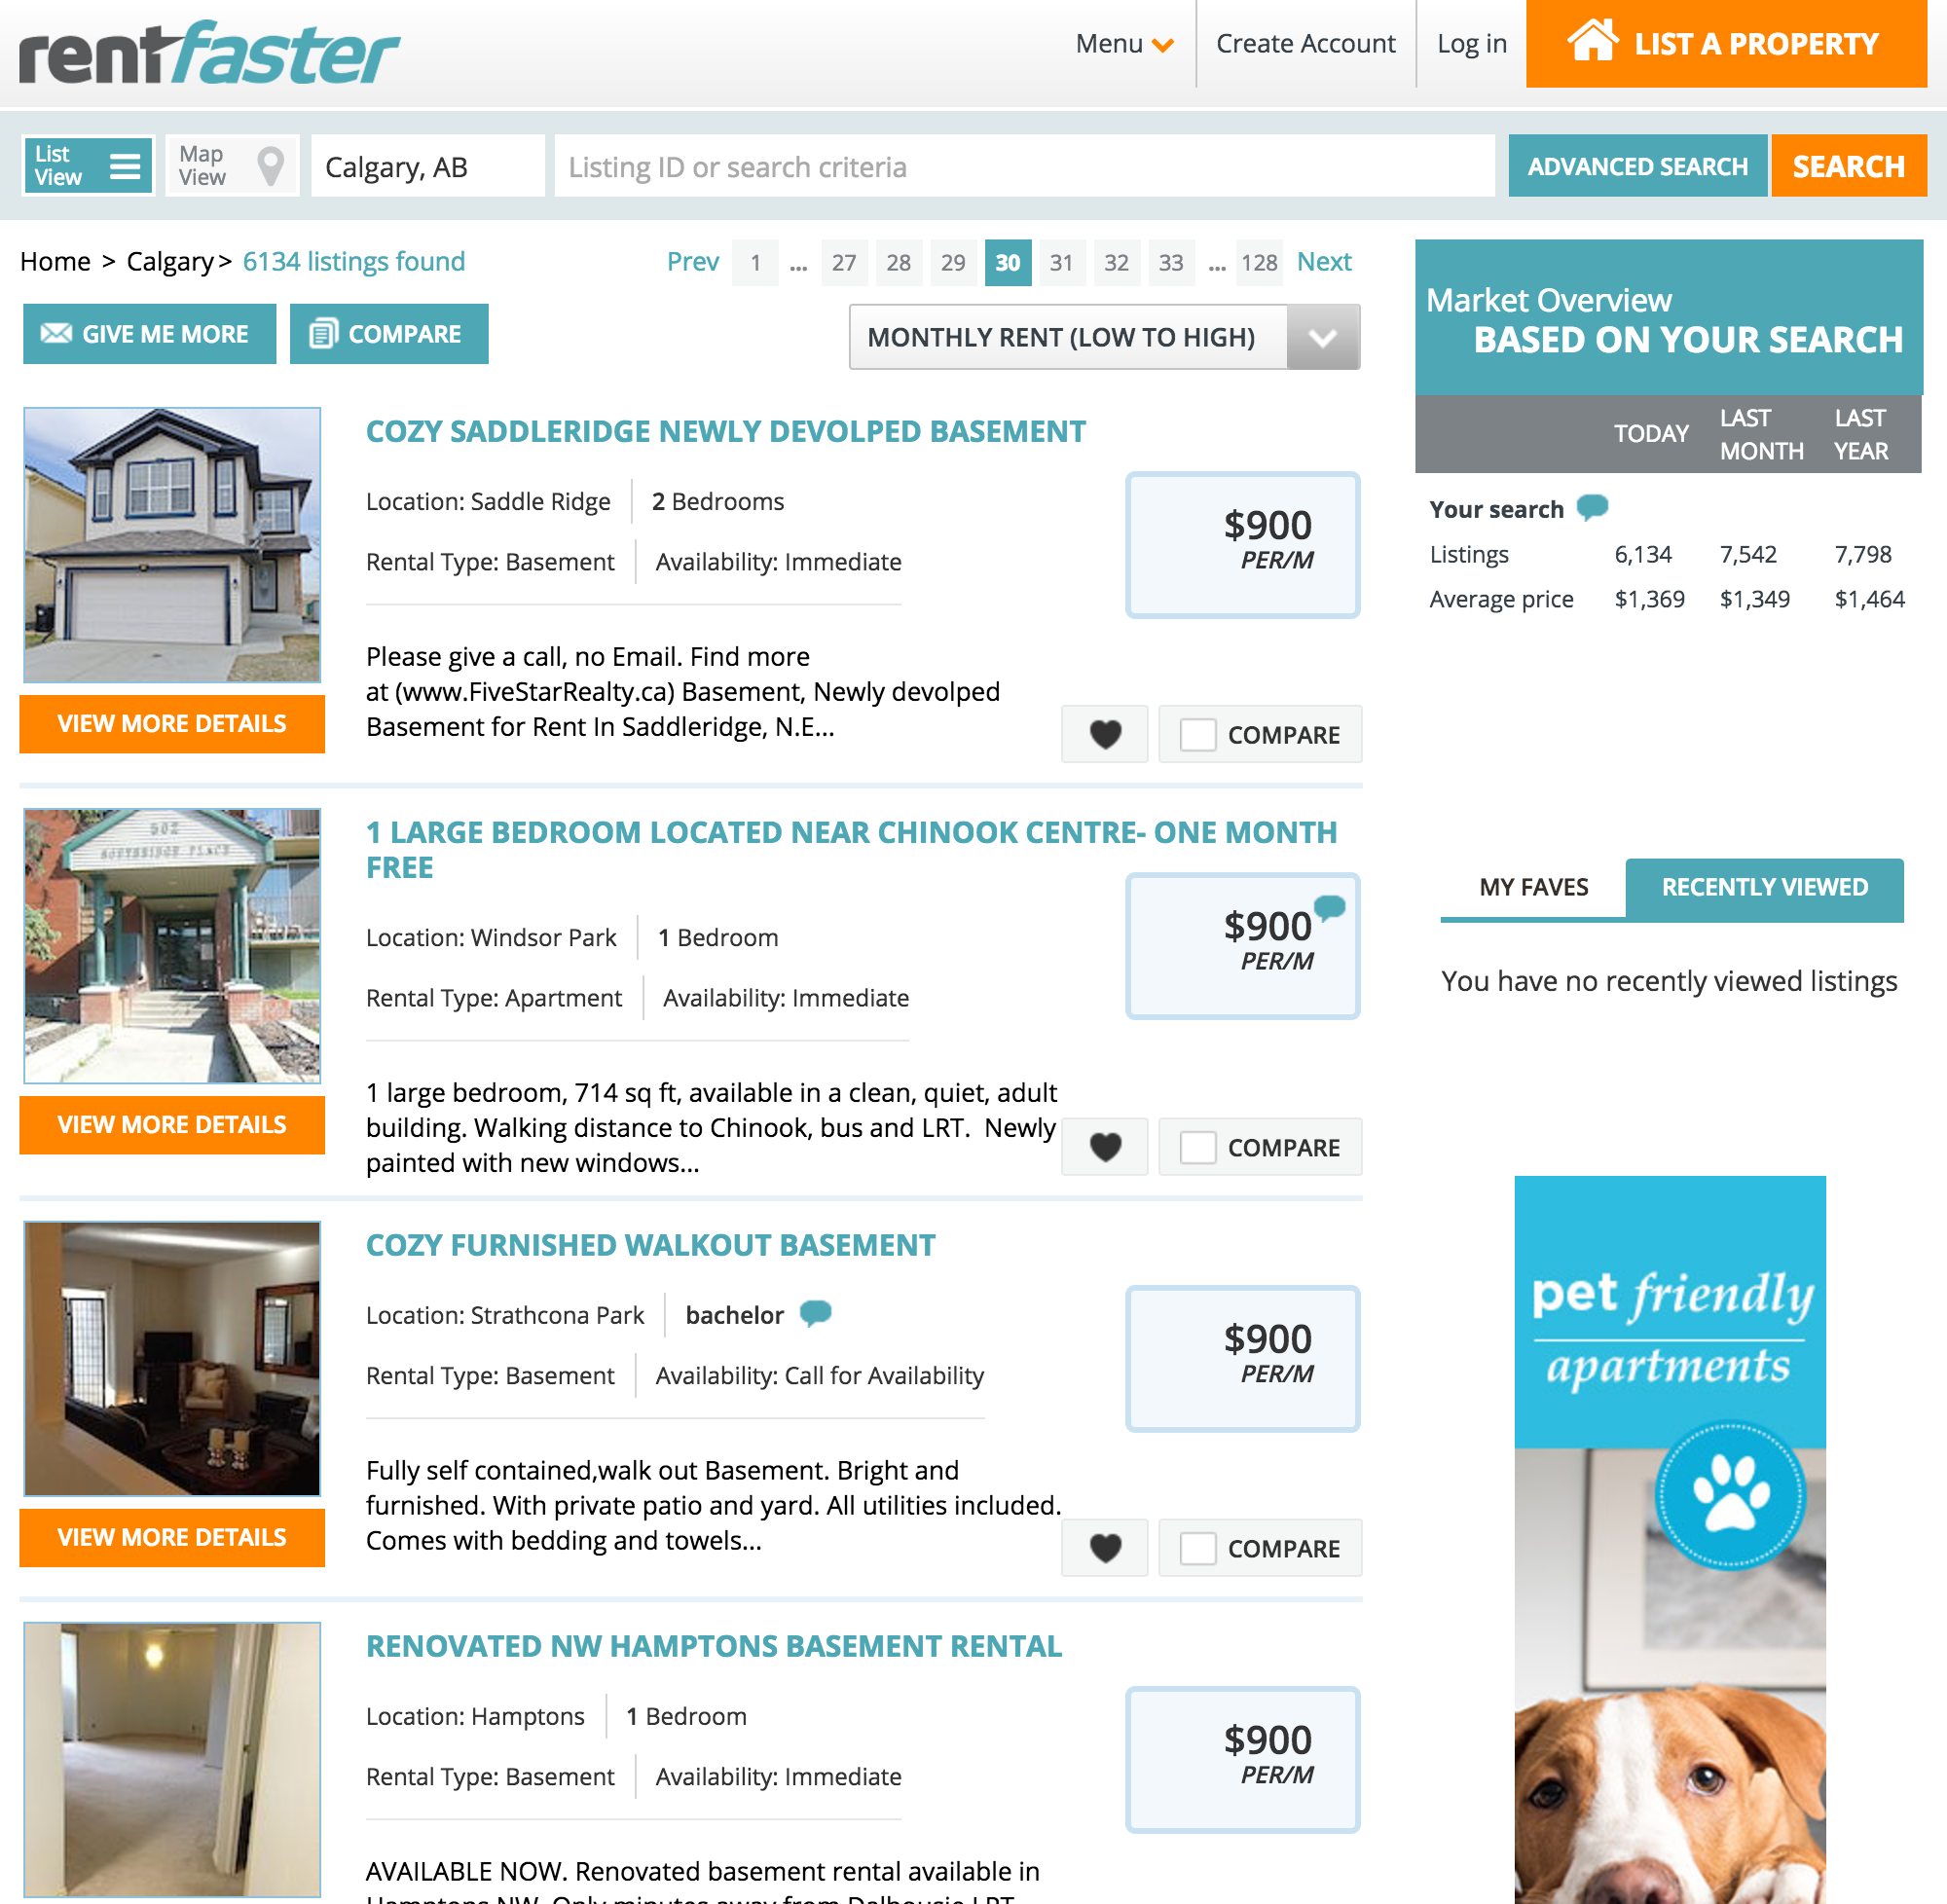 rentfaster
Menu
Create Account
Log in
LIST A PROPERTY
List
View
Map
View
Calgary, AB
Listing ID or search criteria
ADVANCED SEARCH
SEARCH
Home > Calgary > 6134 listings found
Prev 1 ... 27 28 29 30 31 32 33 ... 128 Next
GIVE ME MORE
COMPARE
MONTHLY RENT (LOW TO HIGH)
COZY SADDLERIDGE NEWLY DEVOLPED BASEMENT
Location: Saddle Ridge 2 Bedrooms
Rental Type: Basement Availability: Immediate
$900
PER/M
Please give a call, no Email. Find more
at (www.FiveStarRealty.ca) Basement, Newly devolped
Basement for Rent In Saddleridge, N.E...
VIEW MORE DETAILS
COMPARE
502
SOUTHRIDGE PLACE
1 LARGE BEDROOM LOCATED NEAR CHINOOK CENTRE- ONE MONTH
FREE
Location: Windsor Park 1 Bedroom
Rental Type: Apartment Availability: Immediate
$900
PER/M
1 large bedroom, 714 sq ft, available in a clean, quiet, adult
building. Walking distance to Chinook, bus and LRT.  Newly
painted with new windows...
VIEW MORE DETAILS
COMPARE
COZY FURNISHED WALKOUT BASEMENT
Location: Strathcona Park bachelor
Rental Type: Basement Availability: Call for Availability
$900
PER/M
Fully self contained,walk out Basement. Bright and
furnished. With private patio and yard. All utilities included.
Comes with bedding and towels...
VIEW MORE DETAILS
COMPARE
RENOVATED NW HAMPTONS BASEMENT RENTAL
Location: Hamptons 1 Bedroom
Rental Type: Basement Availability: Immediate
$900
PER/M
AVAILABLE NOW. Renovated basement rental available in
Hamptons NW. Only minutes away from Dalhousie LRT
Market Overview
BASED ON YOUR SEARCH
TODAY
LAST
MONTH
LAST
YEAR
Your search
Listings 6,134 7,542 7,798
Average price $1,369 $1,349 $1,464
MY FAVES
RECENTLY VIEWED
You have no recently viewed listings
pet friendly
apartments